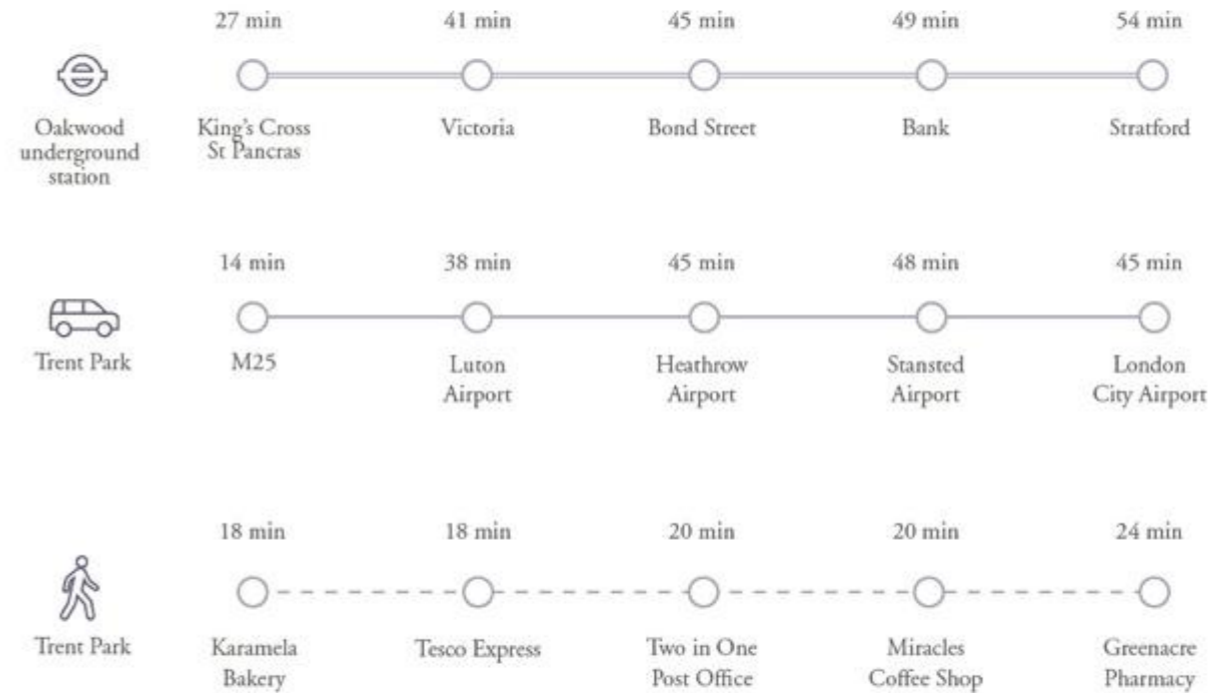 27 min
41 min
45 min
49 min
54 min
Oakwood
underground
station
King's Cross
St Pancras
Victoria
Bond Street
Bank
Stratford
14 min
38 min
45 min
48 min
45 min
Trent Park
M25
Luton
Airport
Heathrow
Airport
Stansted
Airport
London
City Airport
18 min
18 min
20 min
20 min
24 min
Trent Park
Karamela
Bakery
Tesco Express
Two in One
Post Office
Miracles
Coffee Shop
Greenacre
Pharmacy